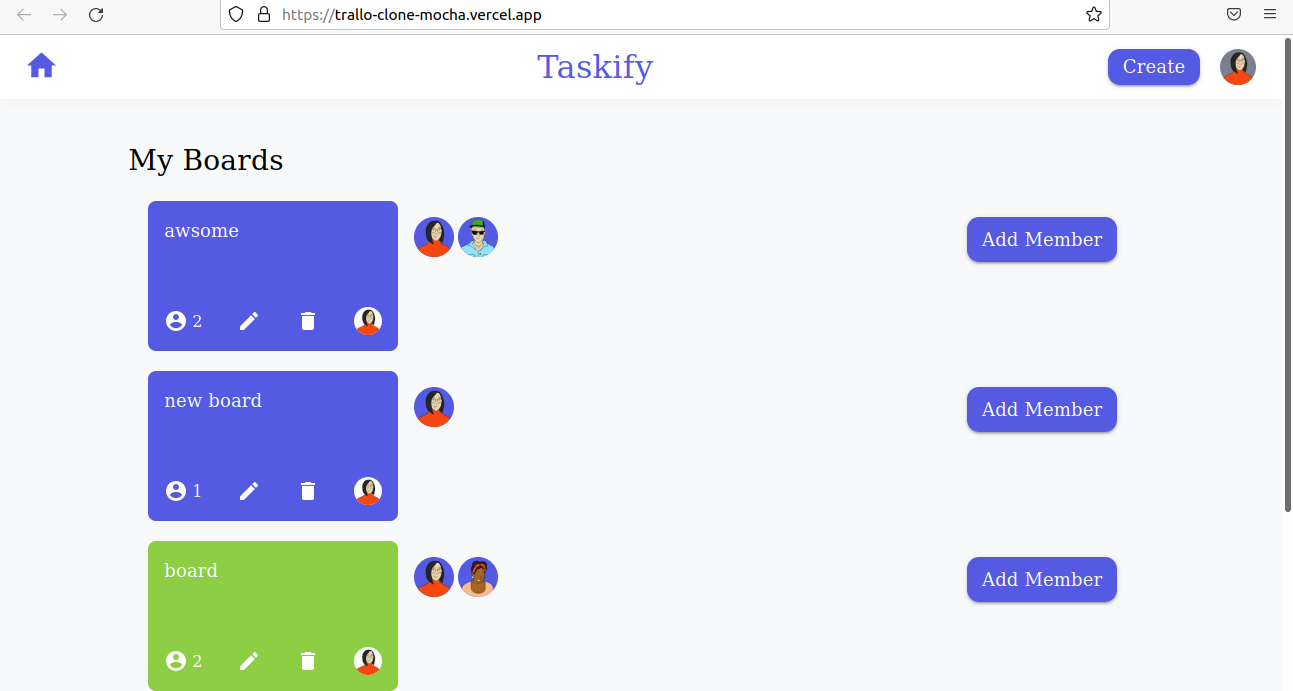 https://trallo-clone-mocha.vercel.app
Taskify
Create
My Boards
awsome
Add Member
2
new board
Add Member
1
board
Add Member
2